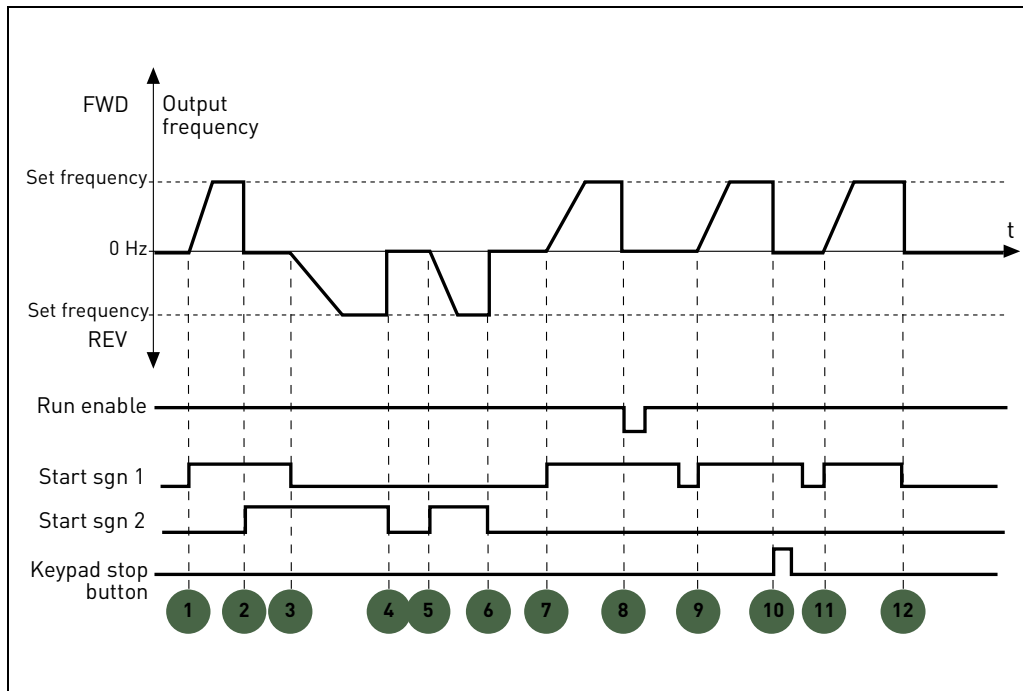 FWD
Output
frequency
Set frequency
t
0 Hz
Set frequency
REV
Run enable
Start sgn 1
Start sgn 2
Keypad stop
button
1 2 3 4 5 6 7 8 9 10 11 12